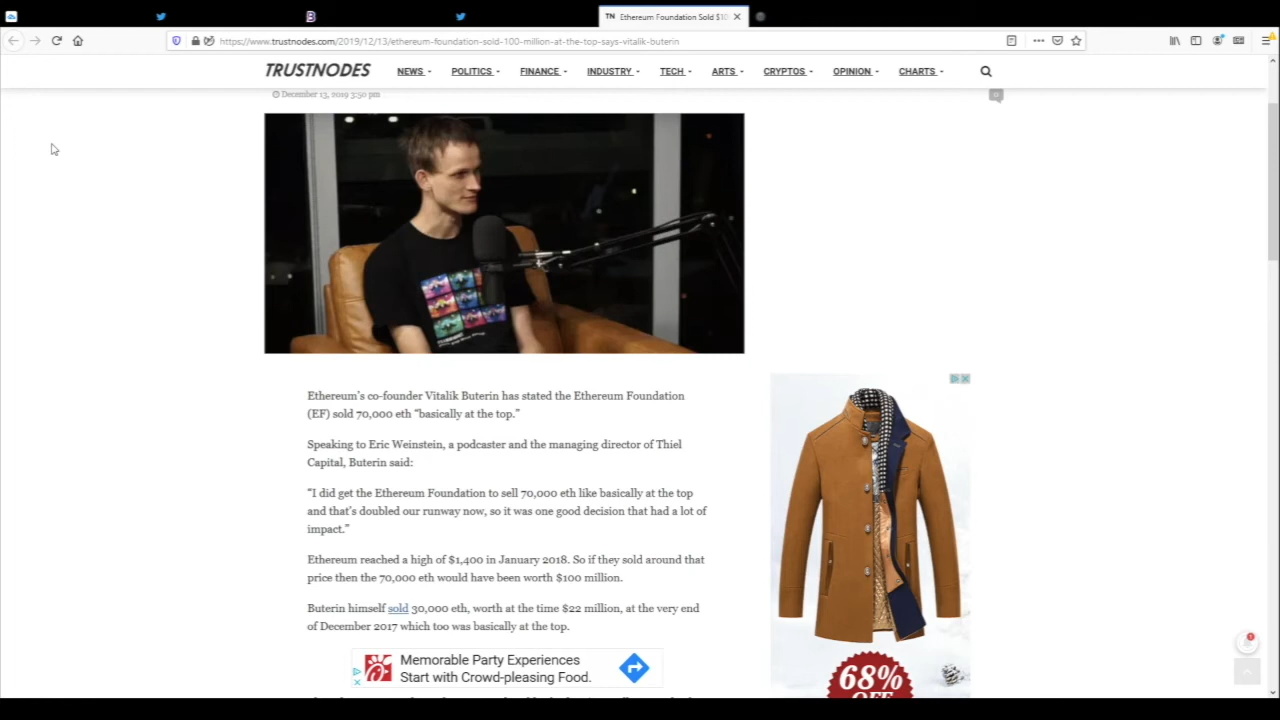 TN Ethereum Foundation Sold $10
https://www.trustnodes.com/2019/12/13/ethereum-foundation-sold-100-million-at-the-top-says-vitalik-buterin
TRUSTNODES NEWS POLITICS FINANCE INDUSTRY TECH ARTS CRYPTOS OPINION CHARTS
December 13, 2019 3:50 pm
0
Ethereum’s co-founder Vitalik Buterin has stated the Ethereum Foundation
(EF) sold 70,000 eth “basically at the top.”
Speaking to Eric Weinstein, a podcaster and the managing director of Thiel
Capital, Buterin said:
“I did get the Ethereum Foundation to sell 70,000 eth like basically at the top
and that’s doubled our runway now, so it was one good decision that had a lot of
impact.”
Ethereum reached a high of $1,400 in January 2018. So if they sold around that
price then the 70,000 eth would have been worth $100 million.
Buterin himself sold 30,000 eth, worth at the time $22 million, at the very end
of December 2017 which too was basically at the top.
Memorable Party Experiences
Start with Crowd-pleasing Food.
68%
OFF
1